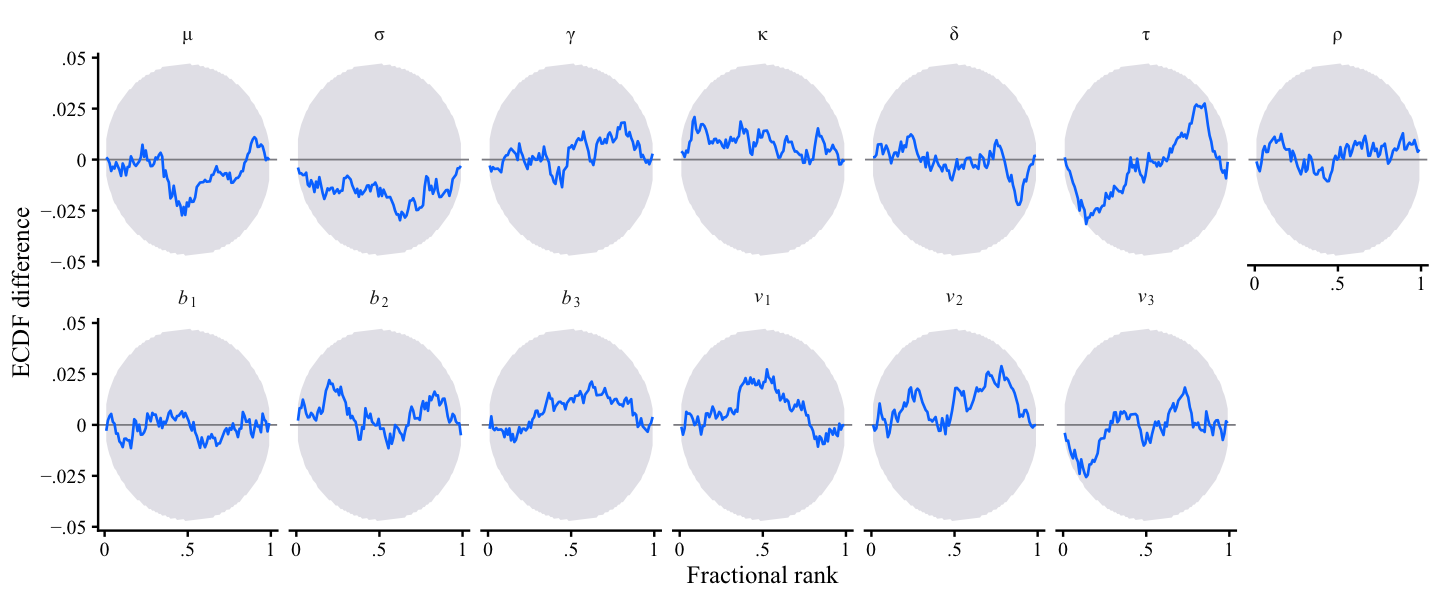 μ σ γ κ δ τ ρ
.05
.025
0
−.025
−.05
0 .5 1
b1 b2 b3 v1 v2 v3
.05
.025
0
−.025
−.05
0 .5 1 0 .5 1 0 .5 1 0 .5 1 0 .5 1 0 .5 1
ECDF difference
Fractional rank